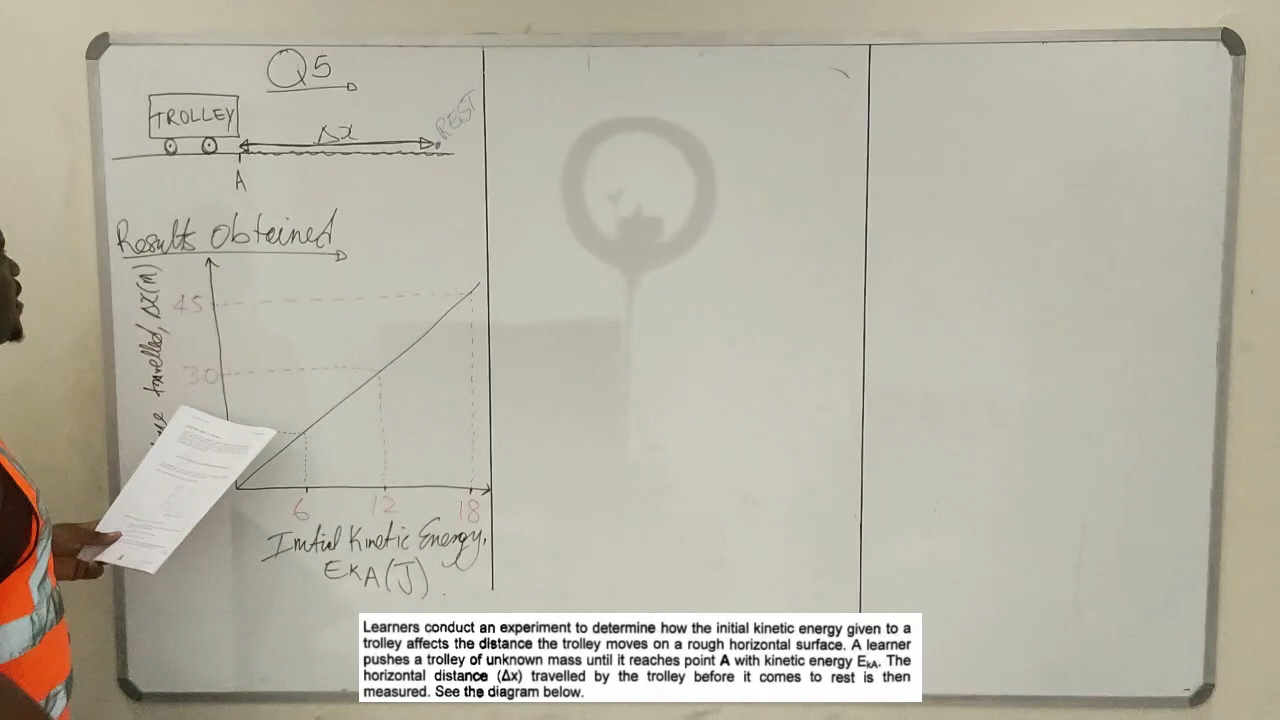 Q5
TROLLEY
Δx
REST
A
Results Obtained
travelled, Δx(m)
45
30
6
12
18
Initial Kinetic Energy,
EKA(J).
Learners conduct an experiment to determine how the initial kinetic energy given to a
trolley affects the distance the trolley moves on a rough horizontal surface. A learner
pushes a trolley of unknown mass until it reaches point A with kinetic energy EkA. The
horizontal distance (Δx) travelled by the trolley before it comes to rest is then
measured. See the diagram below.